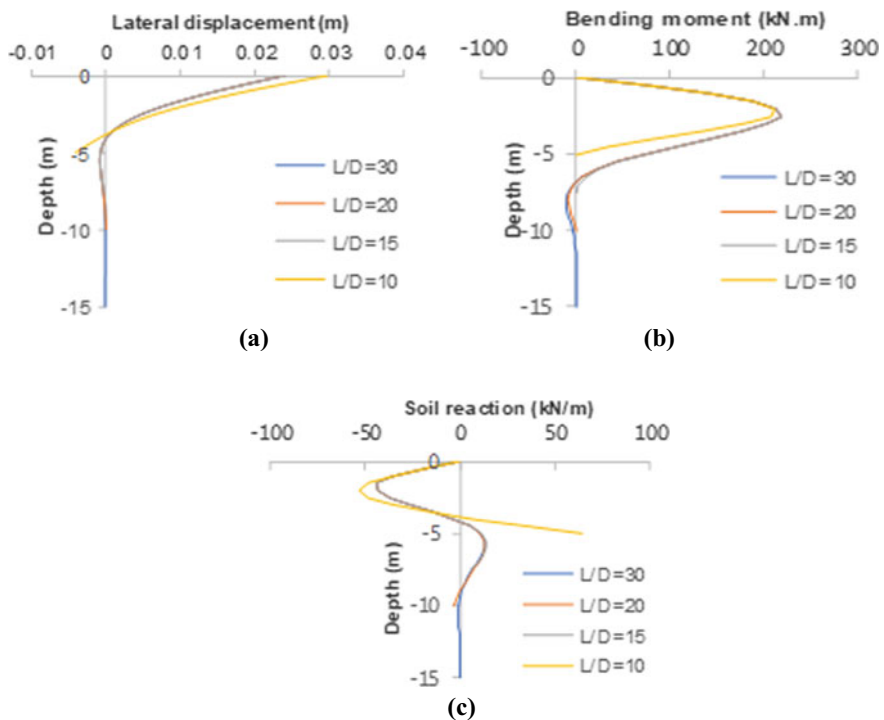 Lateral displacement (m)
-0.01 0 0.01 0.02 0.03 0.04
0
-5
-10
-15
Depth (m)
L/D=30
L/D=20
L/D=15
L/D=10
(a)
Bending moment (kN.m)
-100 0 100 200 300
0
-5
-10
-15
Depth (m)
L/D=30
L/D=20
L/D=15
L/D=10
(b)
Soil reaction (kN/m)
-100 -50 0 50 100
0
-5
-10
-15
Depth (m)
L/D=30
L/D=20
L/D=15
L/D=10
(c)